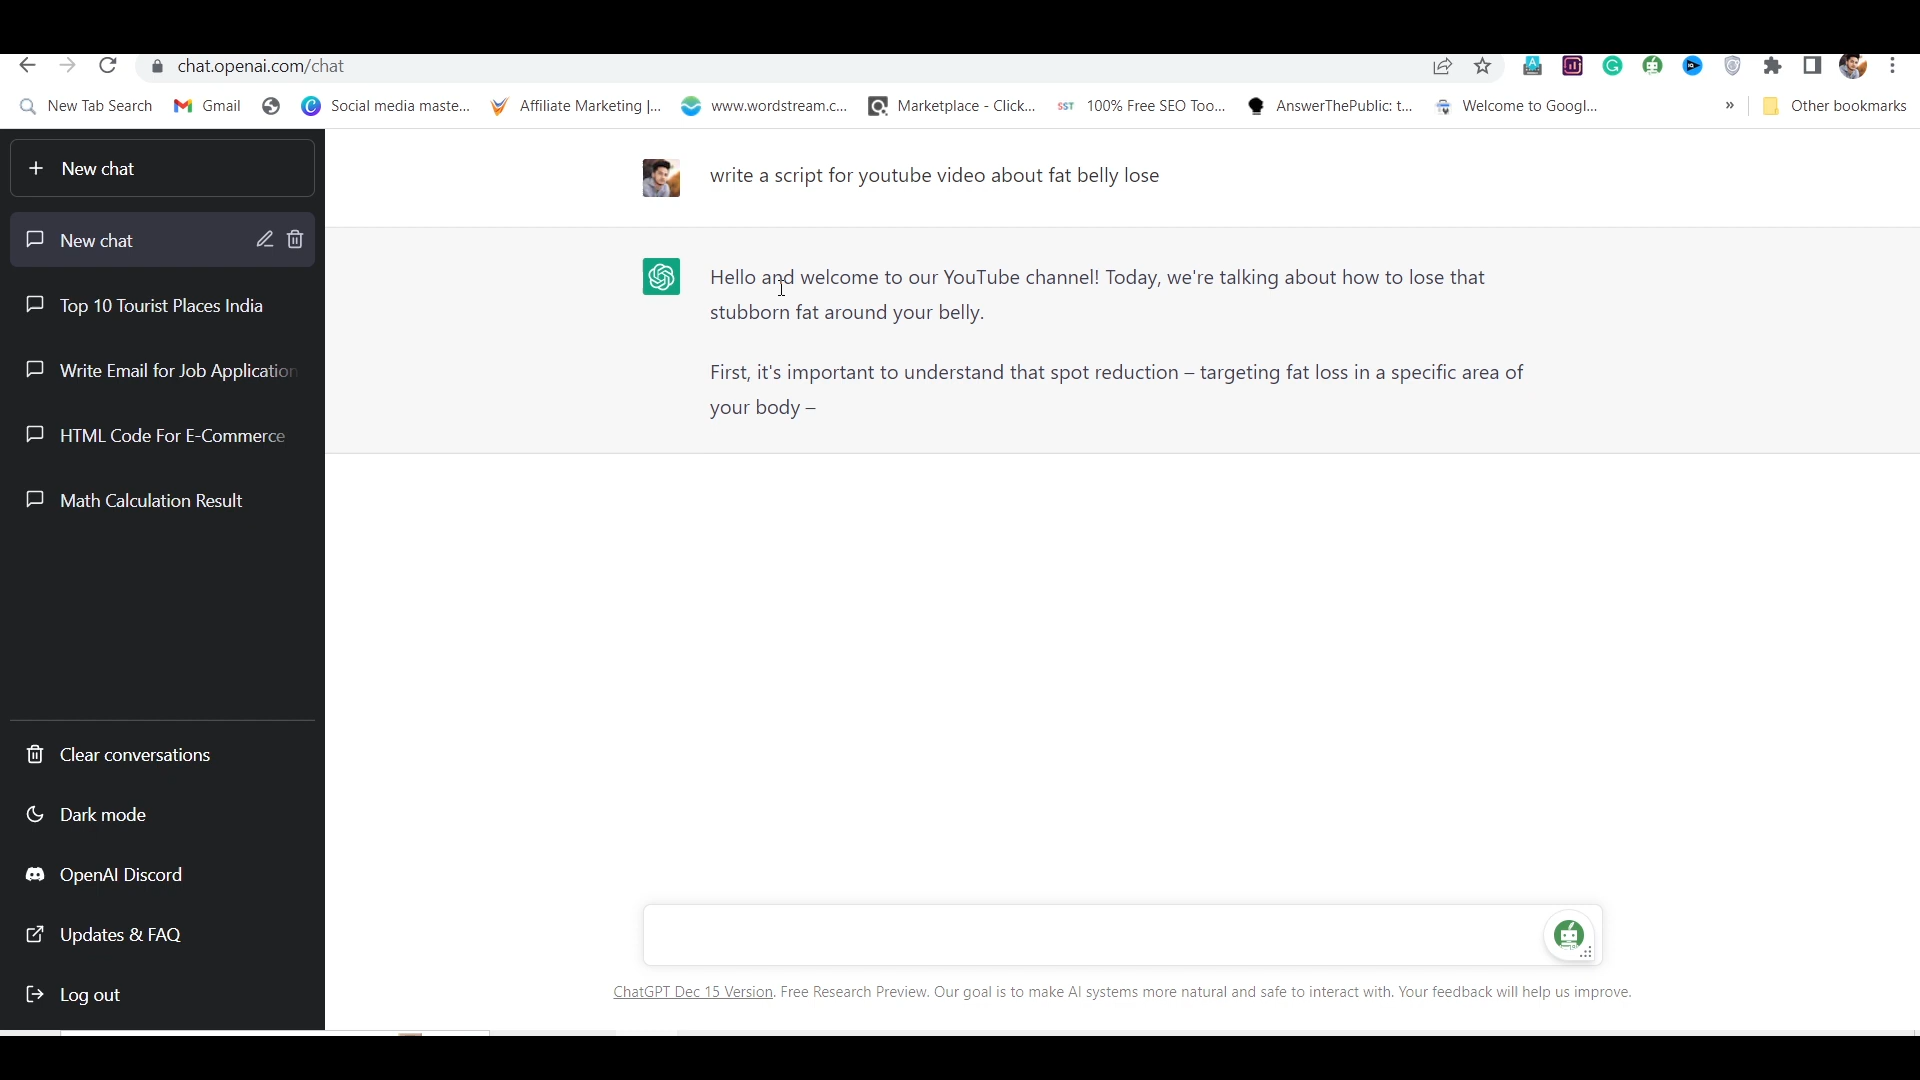 chat.openai.com/chat
New Tab Search Gmail Social media maste... Affiliate Marketing |... www.wordstream.c... Marketplace - Click... SST 100% Free SEO Too... AnswerThePublic: t... Welcome to Googl... » Other bookmarks
+ New chat
New chat
Top 10 Tourist Places India
Write Email for Job Application
HTML Code For E-Commerce
Math Calculation Result
Clear conversations
Dark mode
OpenAI Discord
Updates & FAQ
Log out
write a script for youtube video about fat belly lose
Hello and welcome to our YouTube channel! Today, we're talking about how to lose that
stubborn fat around your belly.
First, it's important to understand that spot reduction – targeting fat loss in a specific area of
your body –
ChatGPT Dec 15 Version. Free Research Preview. Our goal is to make AI systems more natural and safe to interact with. Your feedback will help us improve.